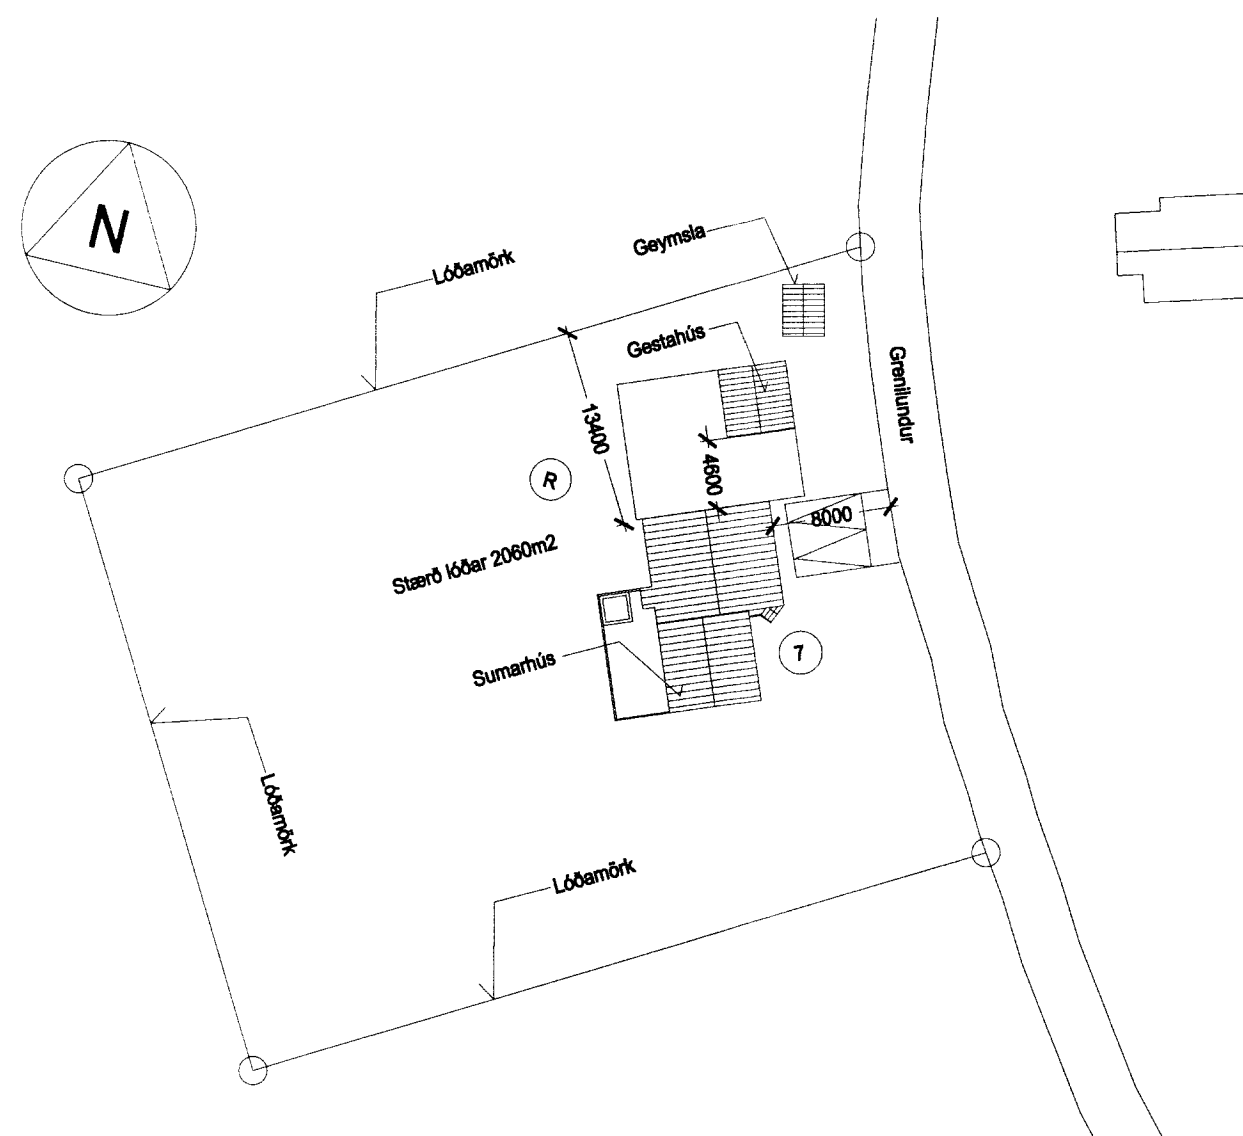 N
Geymsla
Lóðamörk
Gestahús
Grenilundur
13400
4600
R
8000
Stærð lóðar 2060m2
Sumarhús
7
Lóðamörk
Lóðamörk